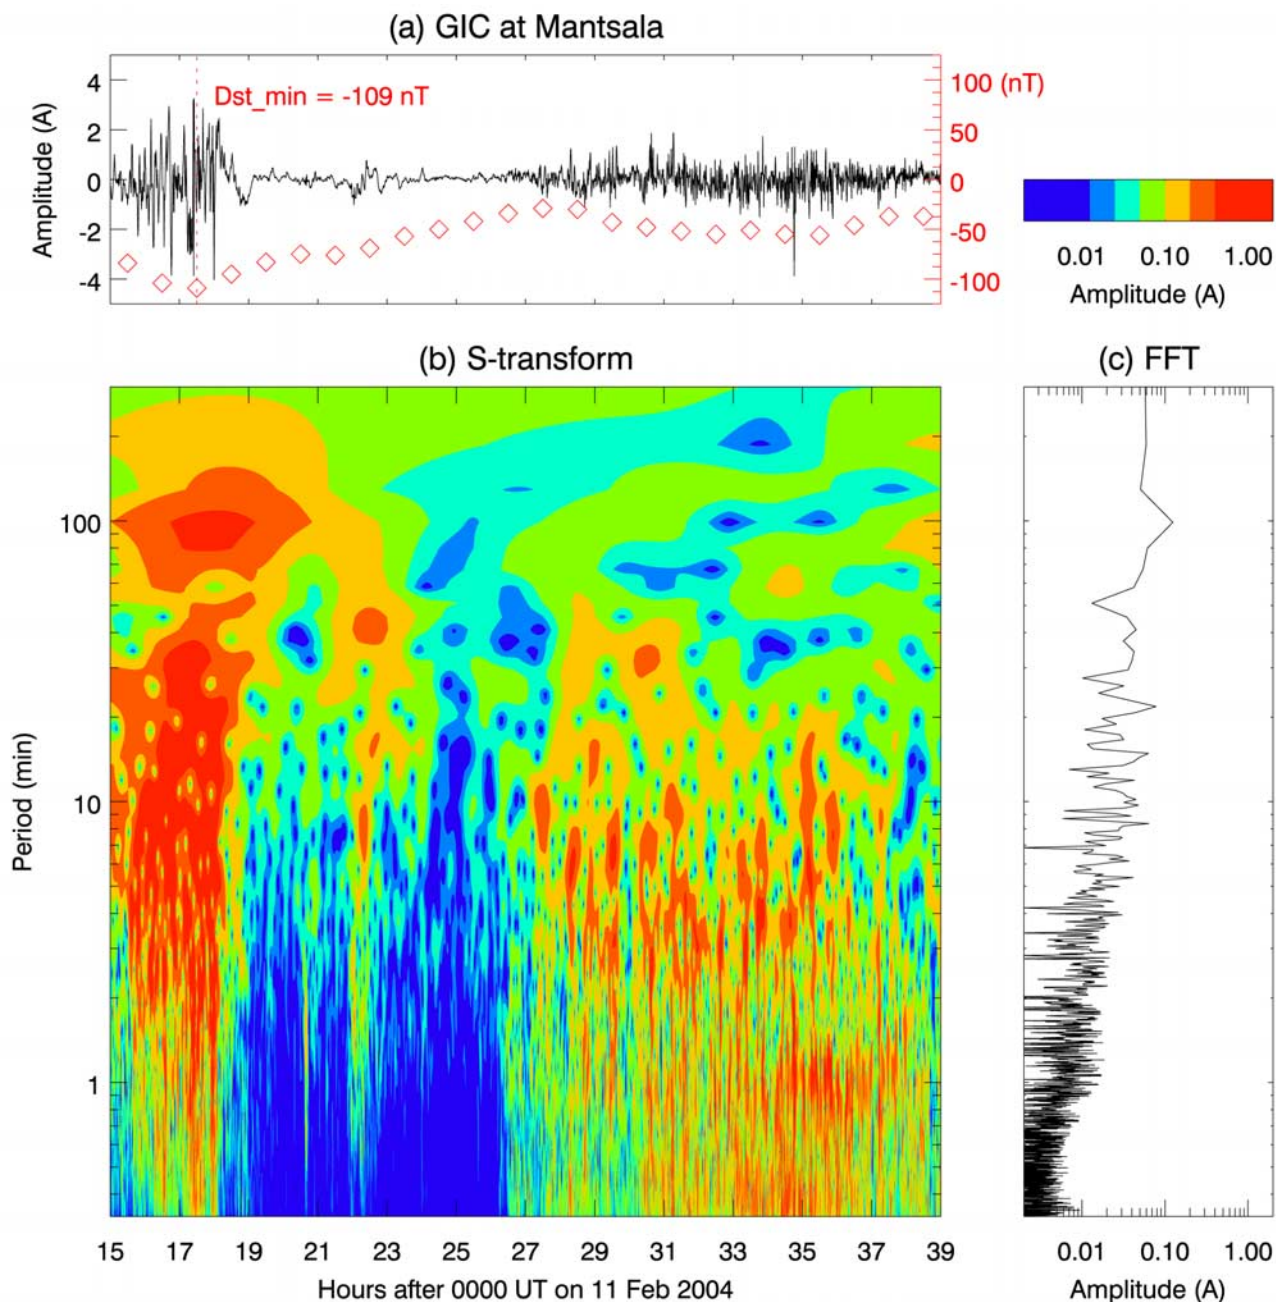 (a) GIC at Mantsala
4
2
0
-2
-4
Amplitude (A)
Dst_min = -109 nT
100 (nT)
50
0
-50
-100
0.01 0.10 1.00
Amplitude (A)
(b) S-transform
(c) FFT
100
10
1
Period (min)
15 17 19 21 23 25 27 29 31 33 35 37 39
Hours after 0000 UT on 11 Feb 2004
0.01 0.10 1.00
Amplitude (A)